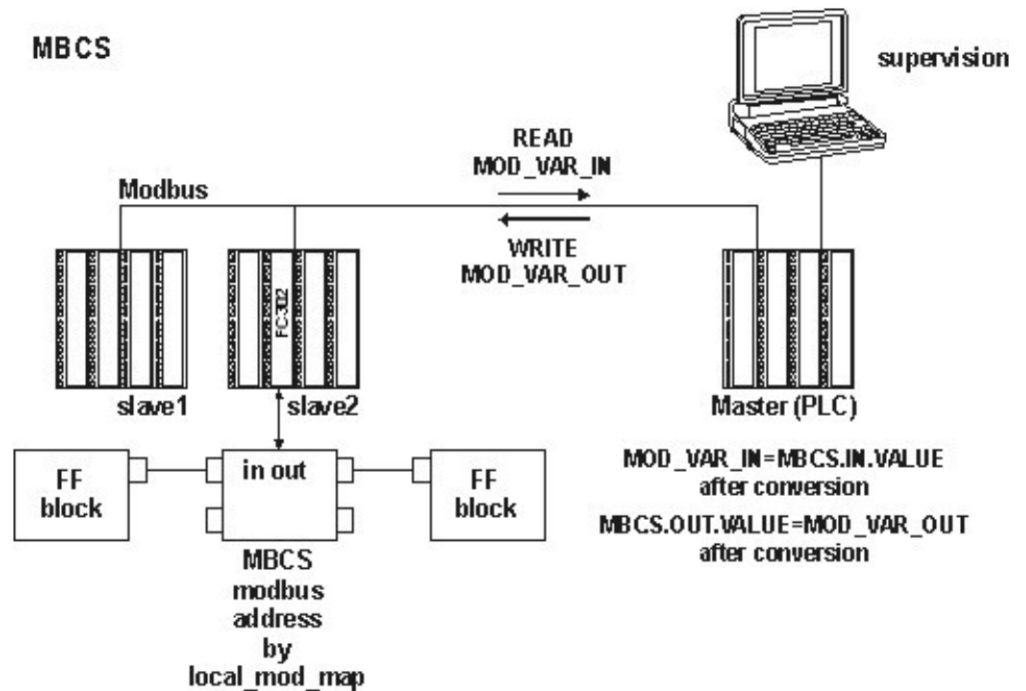 MBCS
supervision
READ
MOD_VAR_IN
Modbus
WRITE
MOD_VAR_OUT
FC302
slave1
slave2
Master (PLC)
FF
block
in out
FF
block
MOD_VAR_IN=MBCS.IN.VALUE
after conversion
MBCS.OUT.VALUE=MOD_VAR_OUT
after conversion
MBCS
modbus
address
by
local_mod_map